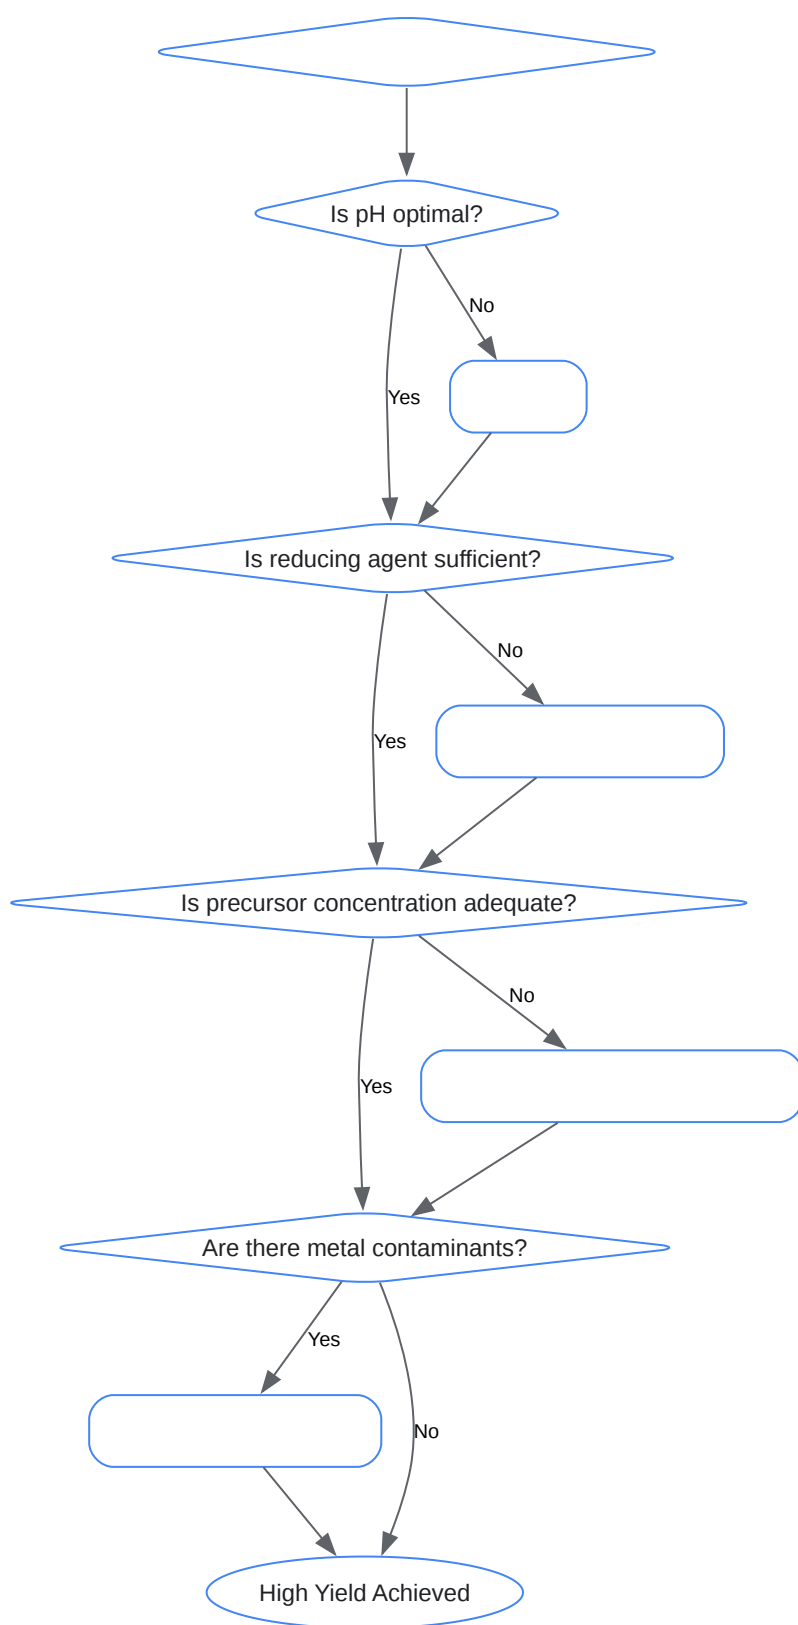 Is pH optimal?
No
Yes
Is reducing agent sufficient?
No
Yes
Is precursor concentration adequate?
No
Yes
Are there metal contaminants?
Yes
No
High Yield Achieved